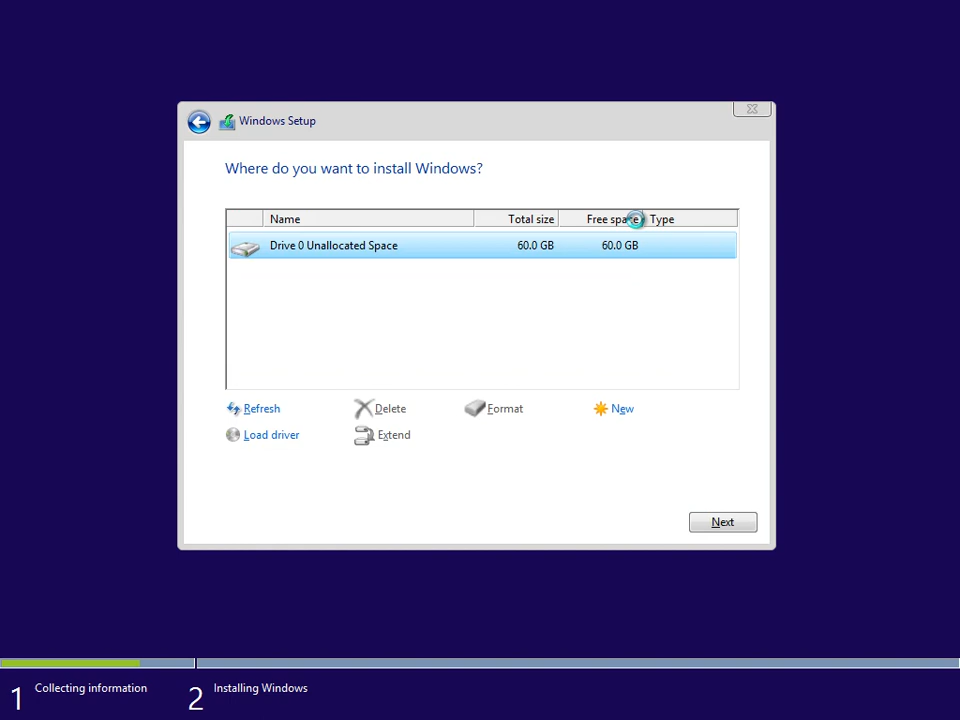 Windows Setup
Where do you want to install Windows?
Name Total size Free space Type
Drive 0 Unallocated Space 60.0 GB 60.0 GB
Refresh Delete Format New
Load driver Extend
Next
1 Collecting information 2 Installing Windows